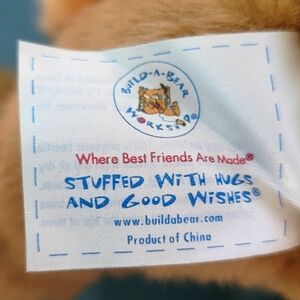 BUILD-A-BEAR
WORKSHOP®
Where Best Friends Are Made®
STUFFED WITH HUGS
AND GOOD WISHES®
www.buildabear.com
Product of China